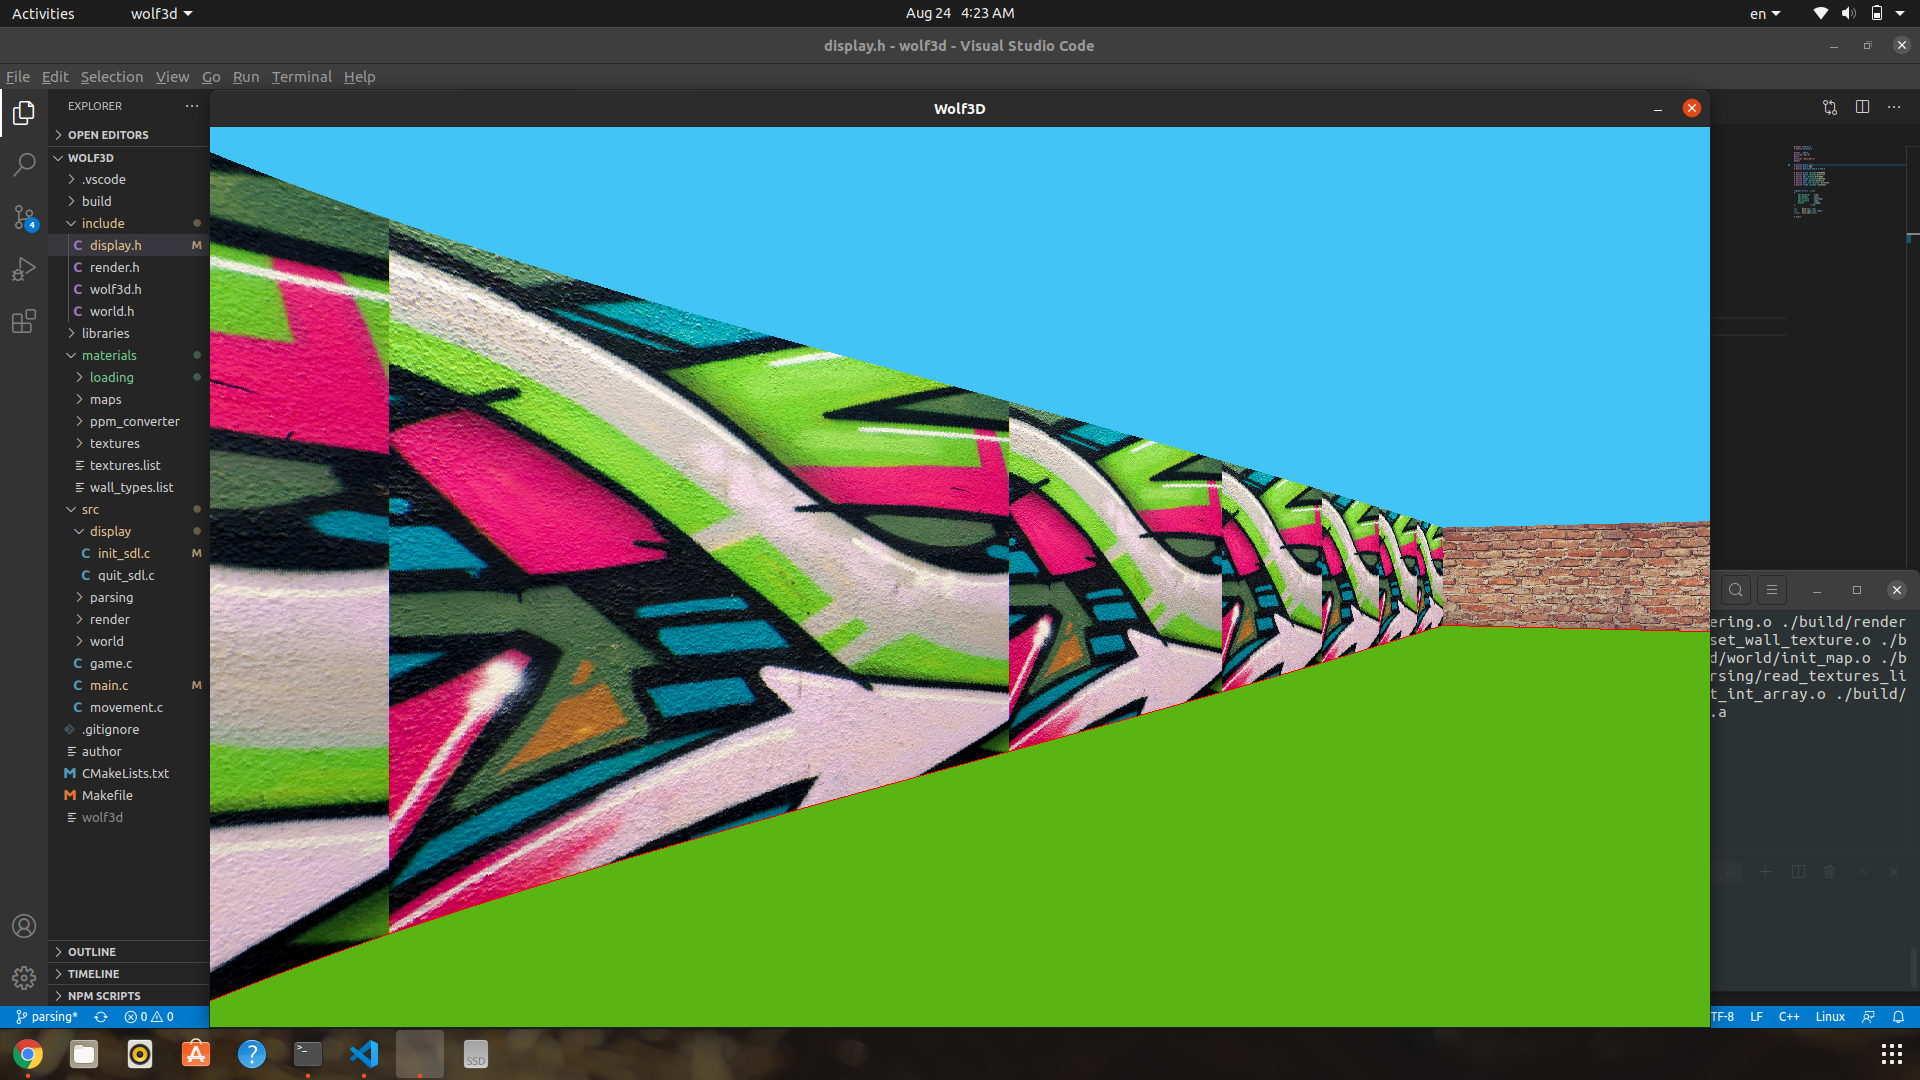 Activities
wolf3d
Aug 24 4:23 AM
en
display.h - wolf3d - Visual Studio Code
File Edit Selection View Go Run Terminal Help
EXPLORER
Wolf3D
OPEN EDITORS
WOLF3D
.vscode
build
include
4
display.h M
render.h
wolf3d.h
world.h
libraries
materials
loading
maps
ppm_converter
textures
textures.list
wall_types.list
src
display
init_sdl.c M
quit_sdl.c
parsing
render
world
game.c
main.c M
movement.c
.gitignore
author
CMakeLists.txt
Makefile
wolf3d
ering.o ./build/render
set_wall_texture.o ./b
d/world/init_map.o ./b
rsing/read_textures_li
t_int_array.o ./build/
.a
OUTLINE
TIMELINE
NPM SCRIPTS
parsing* 0 0
TF-8 LF C++ Linux
SSD